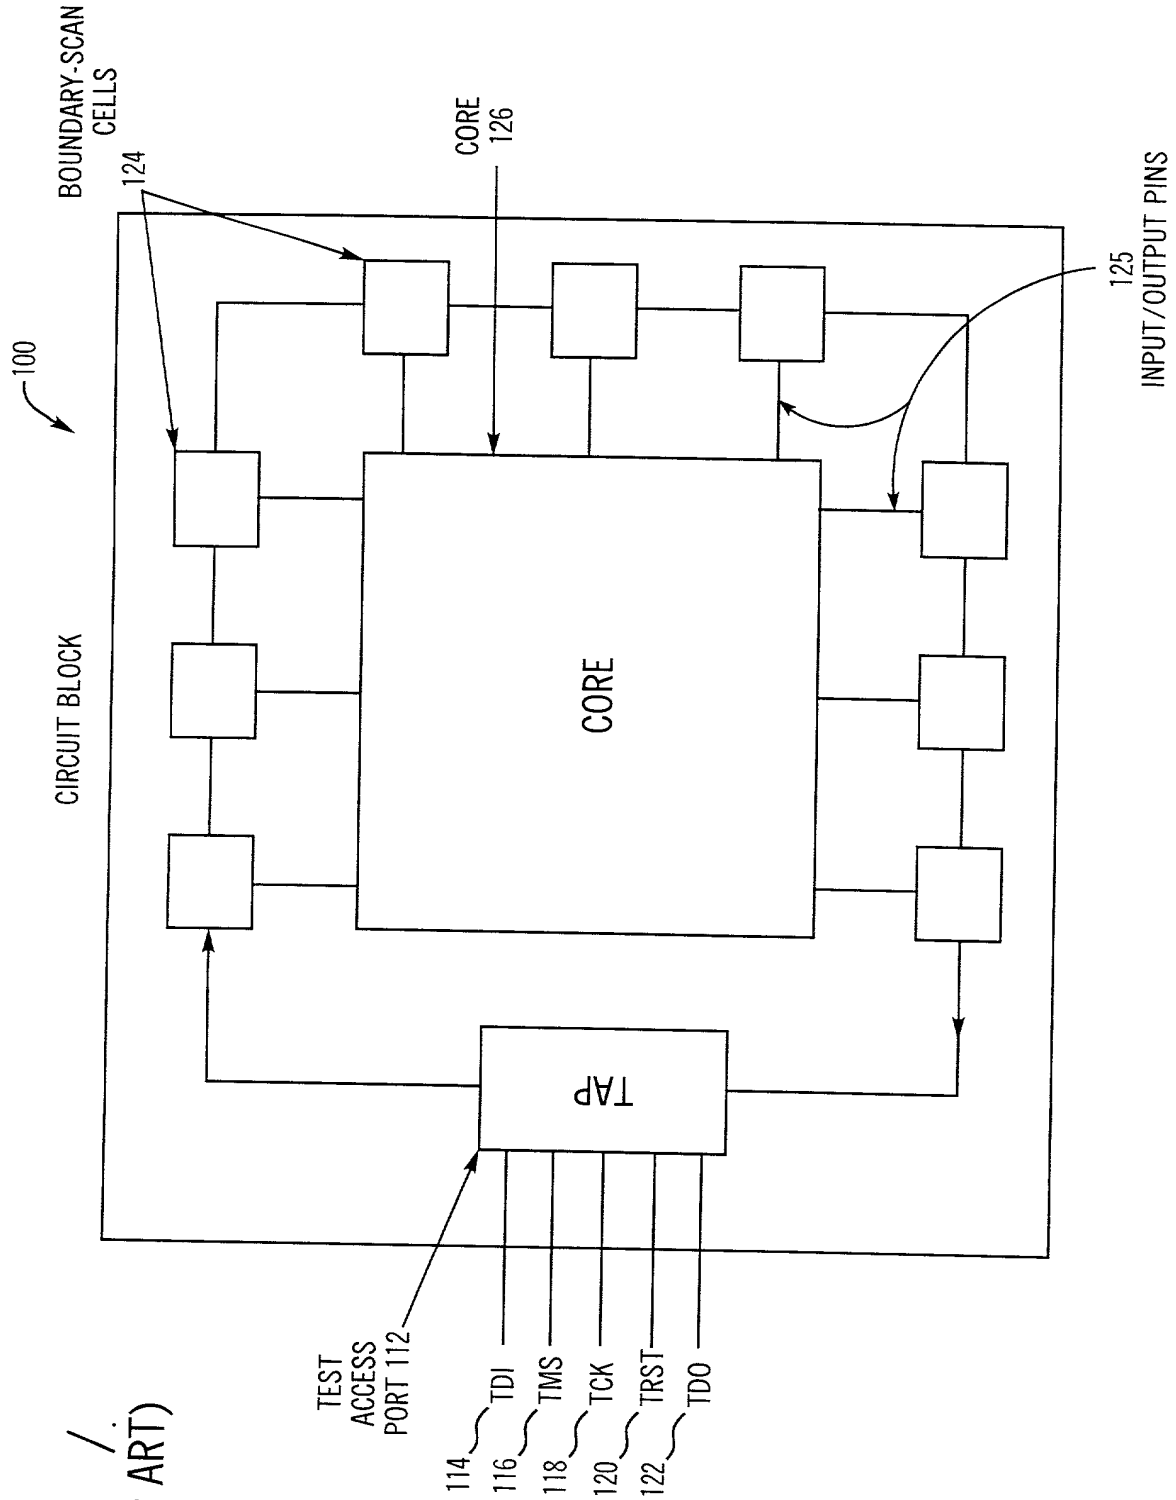 100
CIRCUIT BLOCK
BOUNDARY-SCAN
CELLS
124
CORE
126
125
INPUT/OUTPUT PINS
CORE
TAP
TEST
ACCESS
PORT 112
114 TDI
116 TMS
118 TCK
120 TRST
122 TDO
ART)